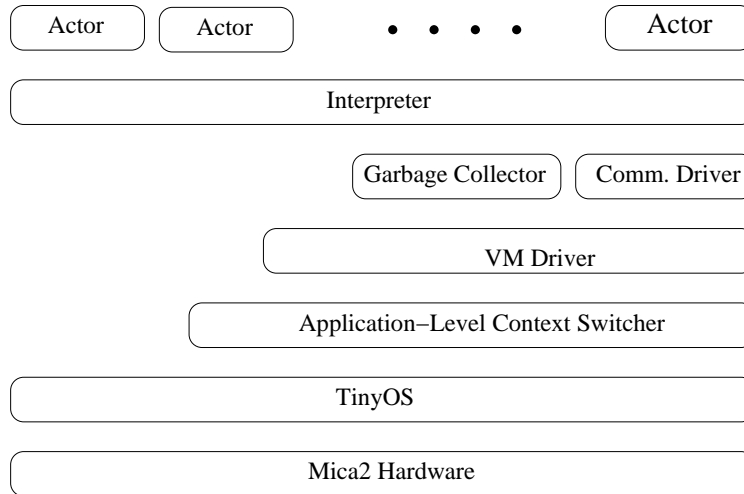 Actor Actor Actor
Interpreter
Garbage Collector Comm. Driver
VM Driver
Application−Level Context Switcher
TinyOS
Mica2 Hardware